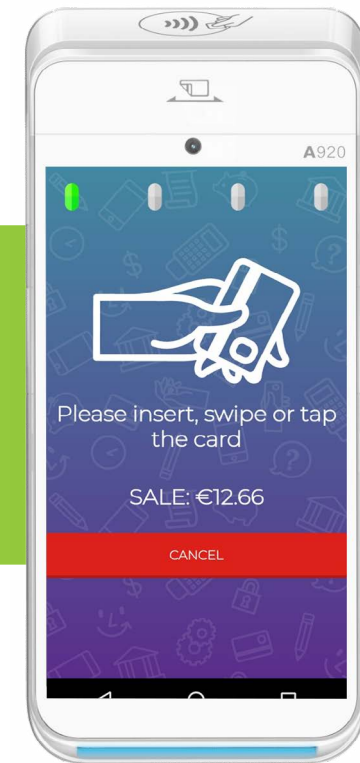 A920
Please insert, swipe or tap
the card
SALE: €12.66
CANCEL